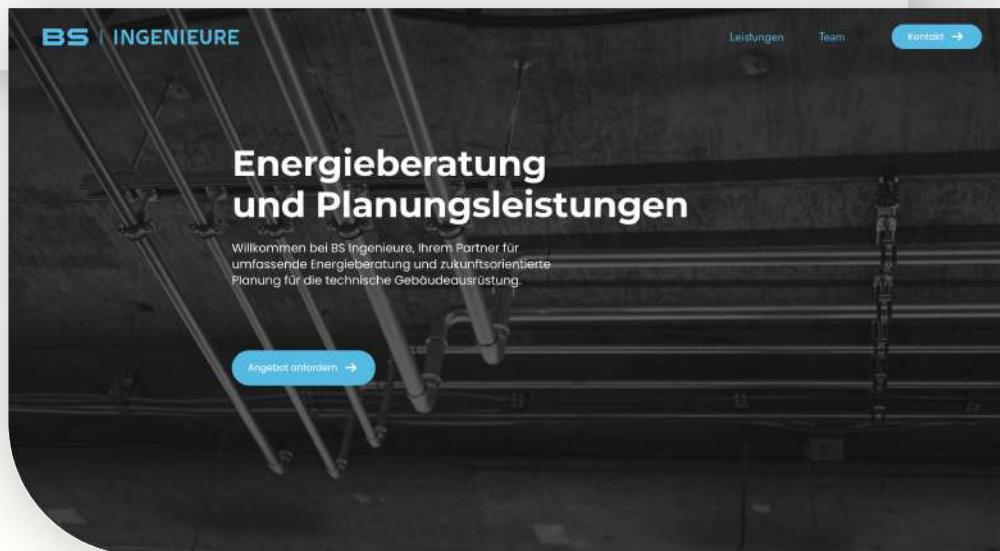 BS | INGENIEURE
Leistungen
Team
Kontakt →
Energieberatung
und Planungsleistungen
Willkommen bei BS Ingenieure, Ihrem Partner für
umfassende Energieberatung und zukunftsorientierte
Planung für die technische Gebäudeausrüstung.
Angebot anfordern →